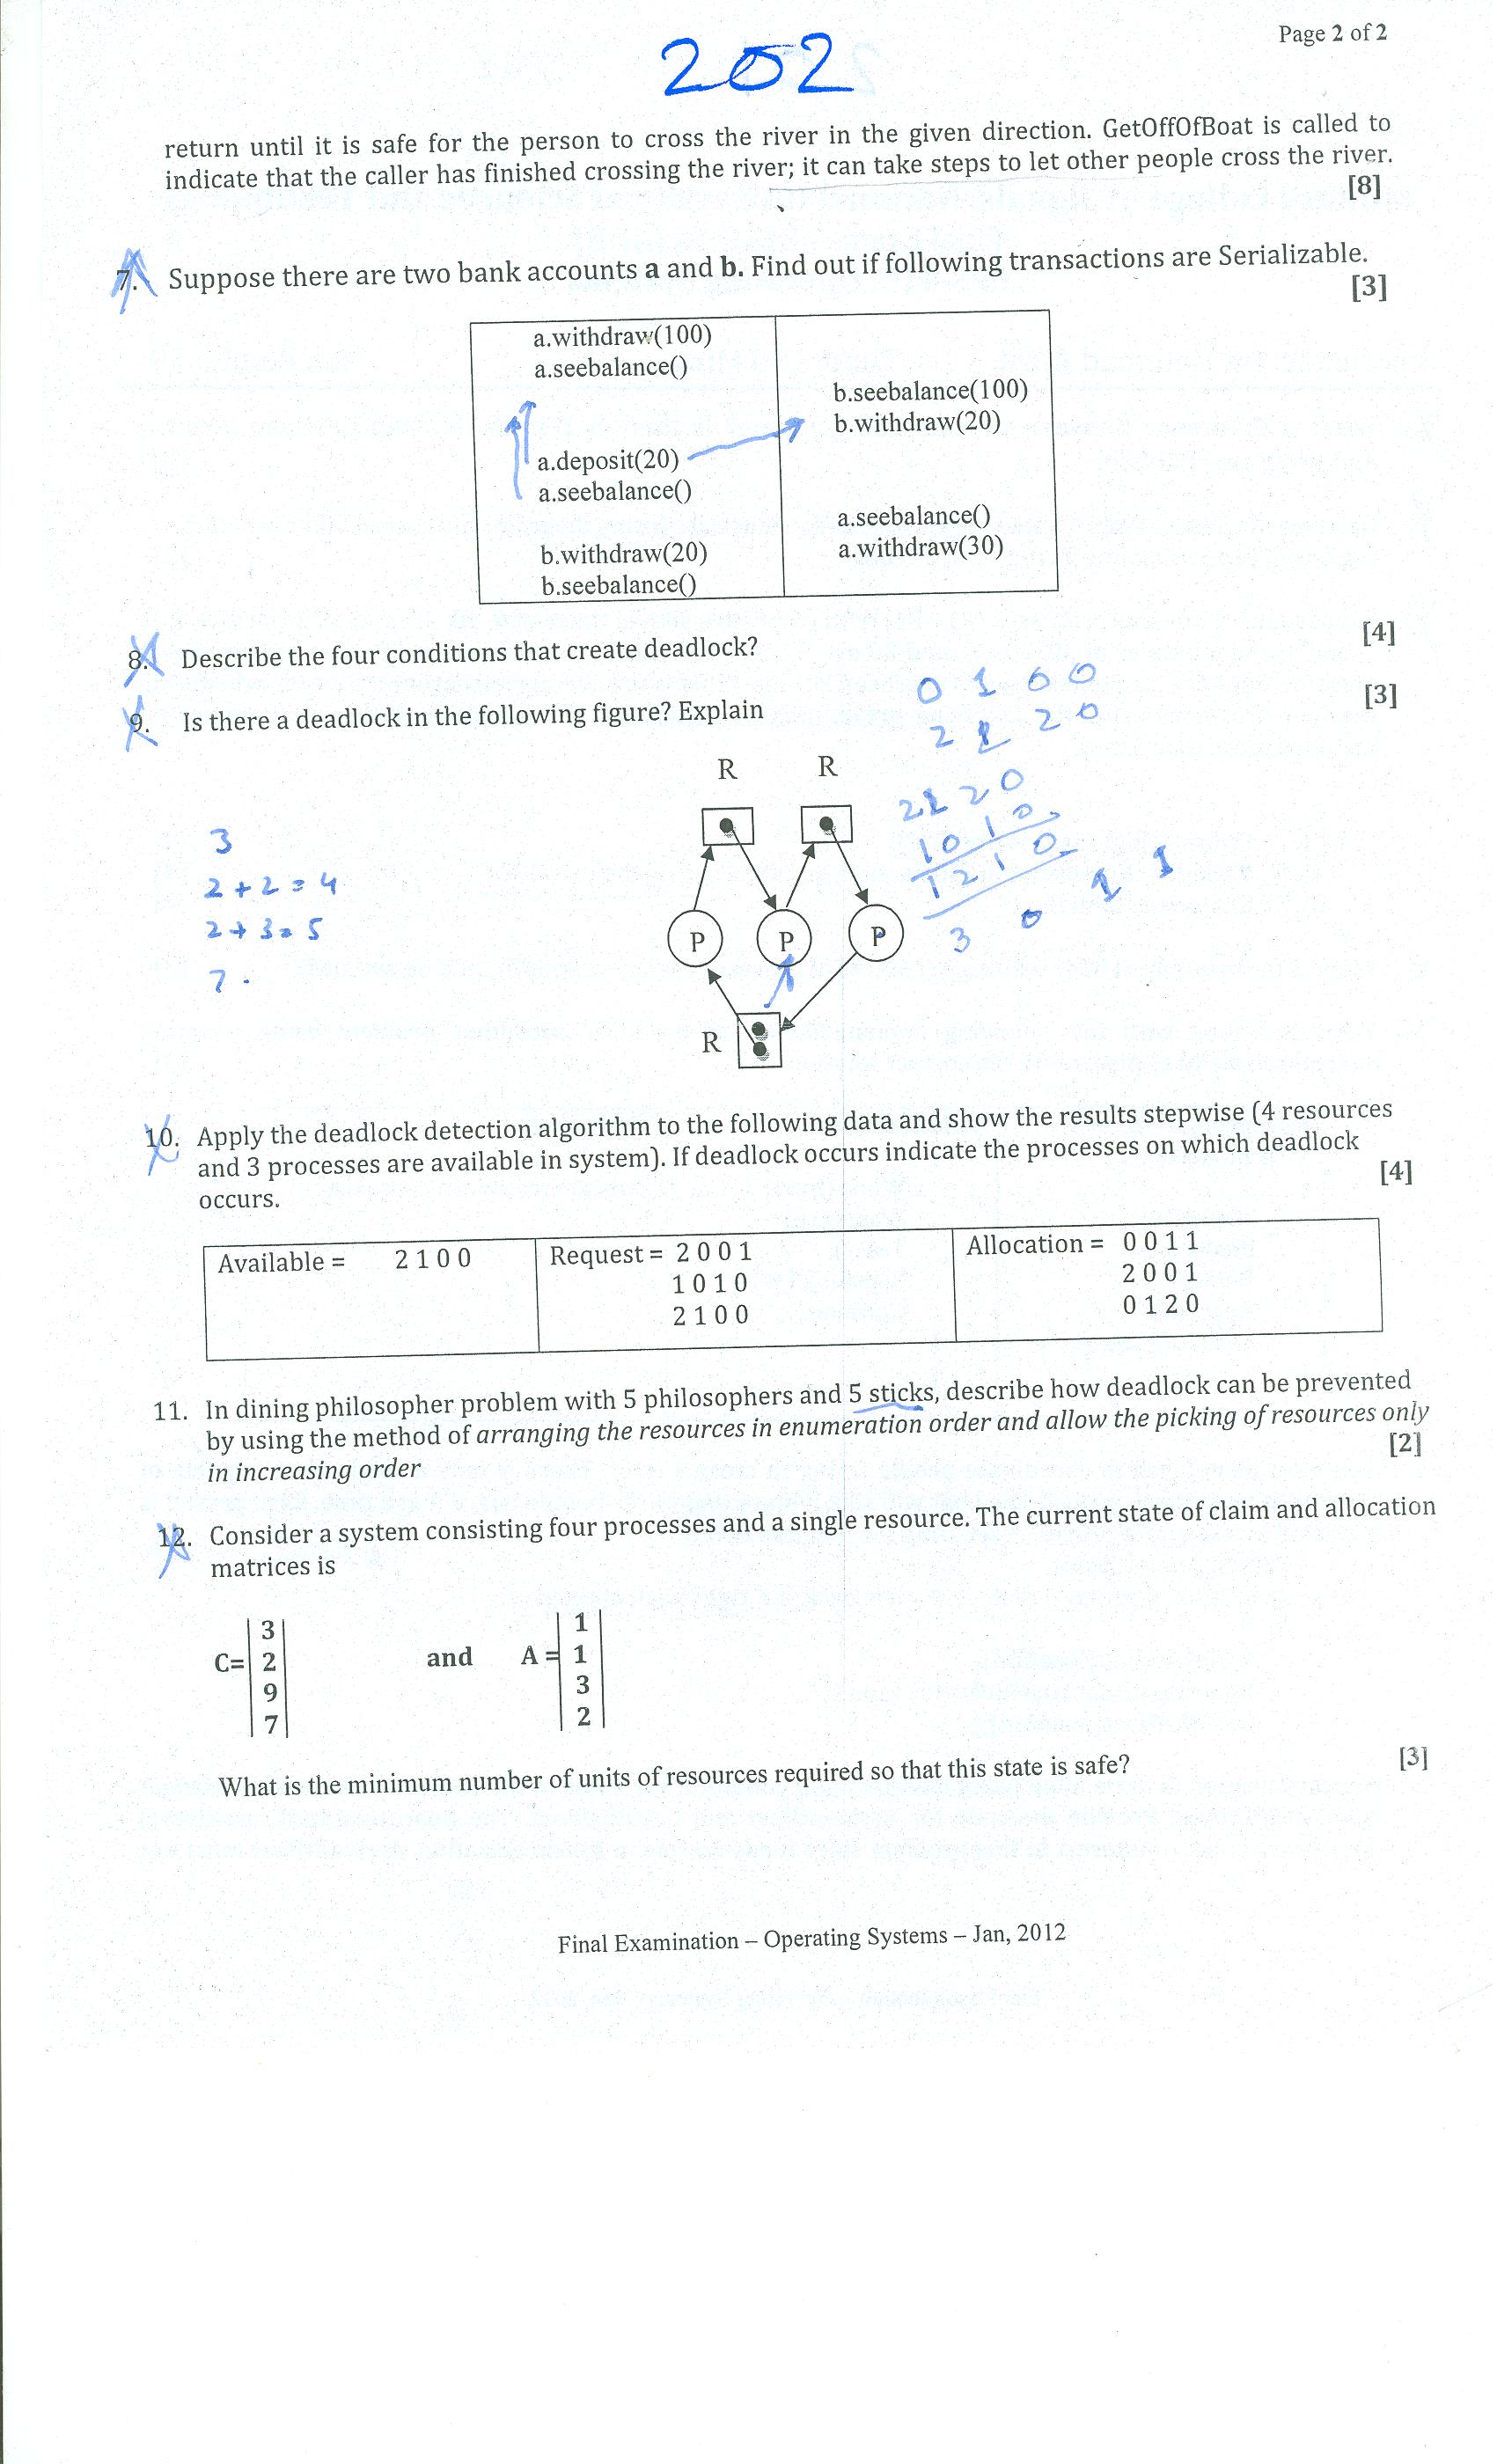 Page 2 of 2
202
return until it is safe for the person to cross the river in the given direction. GetOffOfBoat is called to
indicate that the caller has finished crossing the river; it can take steps to let other people cross the river.
[8]
7. Suppose there are two bank accounts a and b. Find out if following transactions are Serializable.
[3]
a.withdraw(100)
a.seebalance()
b.seebalance(100)
b.withdraw(20)
a.deposit(20)
a.seebalance()
a.seebalance()
a.withdraw(30)
b.withdraw(20)
b.seebalance()
8. Describe the four conditions that create deadlock? [4]
9. Is there a deadlock in the following figure? Explain [3]
0 1 0 0
2 1 2 0
R R
2 1 2 0
1 0 1 0
1 2 1 0
3 0 1 1
3
2 + 2 = 4
2 + 3 = 5
7.
P P P
R
10. Apply the deadlock detection algorithm to the following data and show the results stepwise (4 resources
and 3 processes are available in system). If deadlock occurs indicate the processes on which deadlock
occurs. [4]
Available = 2 1 0 0 Request = 2 0 0 1 Allocation = 0 0 1 1
1 0 1 0 2 0 0 1
2 1 0 0 0 1 2 0
11. In dining philosopher problem with 5 philosophers and 5 sticks, describe how deadlock can be prevented
by using the method of arranging the resources in enumeration order and allow the picking of resources only
in increasing order [2]
12. Consider a system consisting four processes and a single resource. The current state of claim and allocation
matrices is
3 1
C= 2 and A = 1
9 3
7 2
What is the minimum number of units of resources required so that this state is safe? [3]
Final Examination – Operating Systems – Jan, 2012